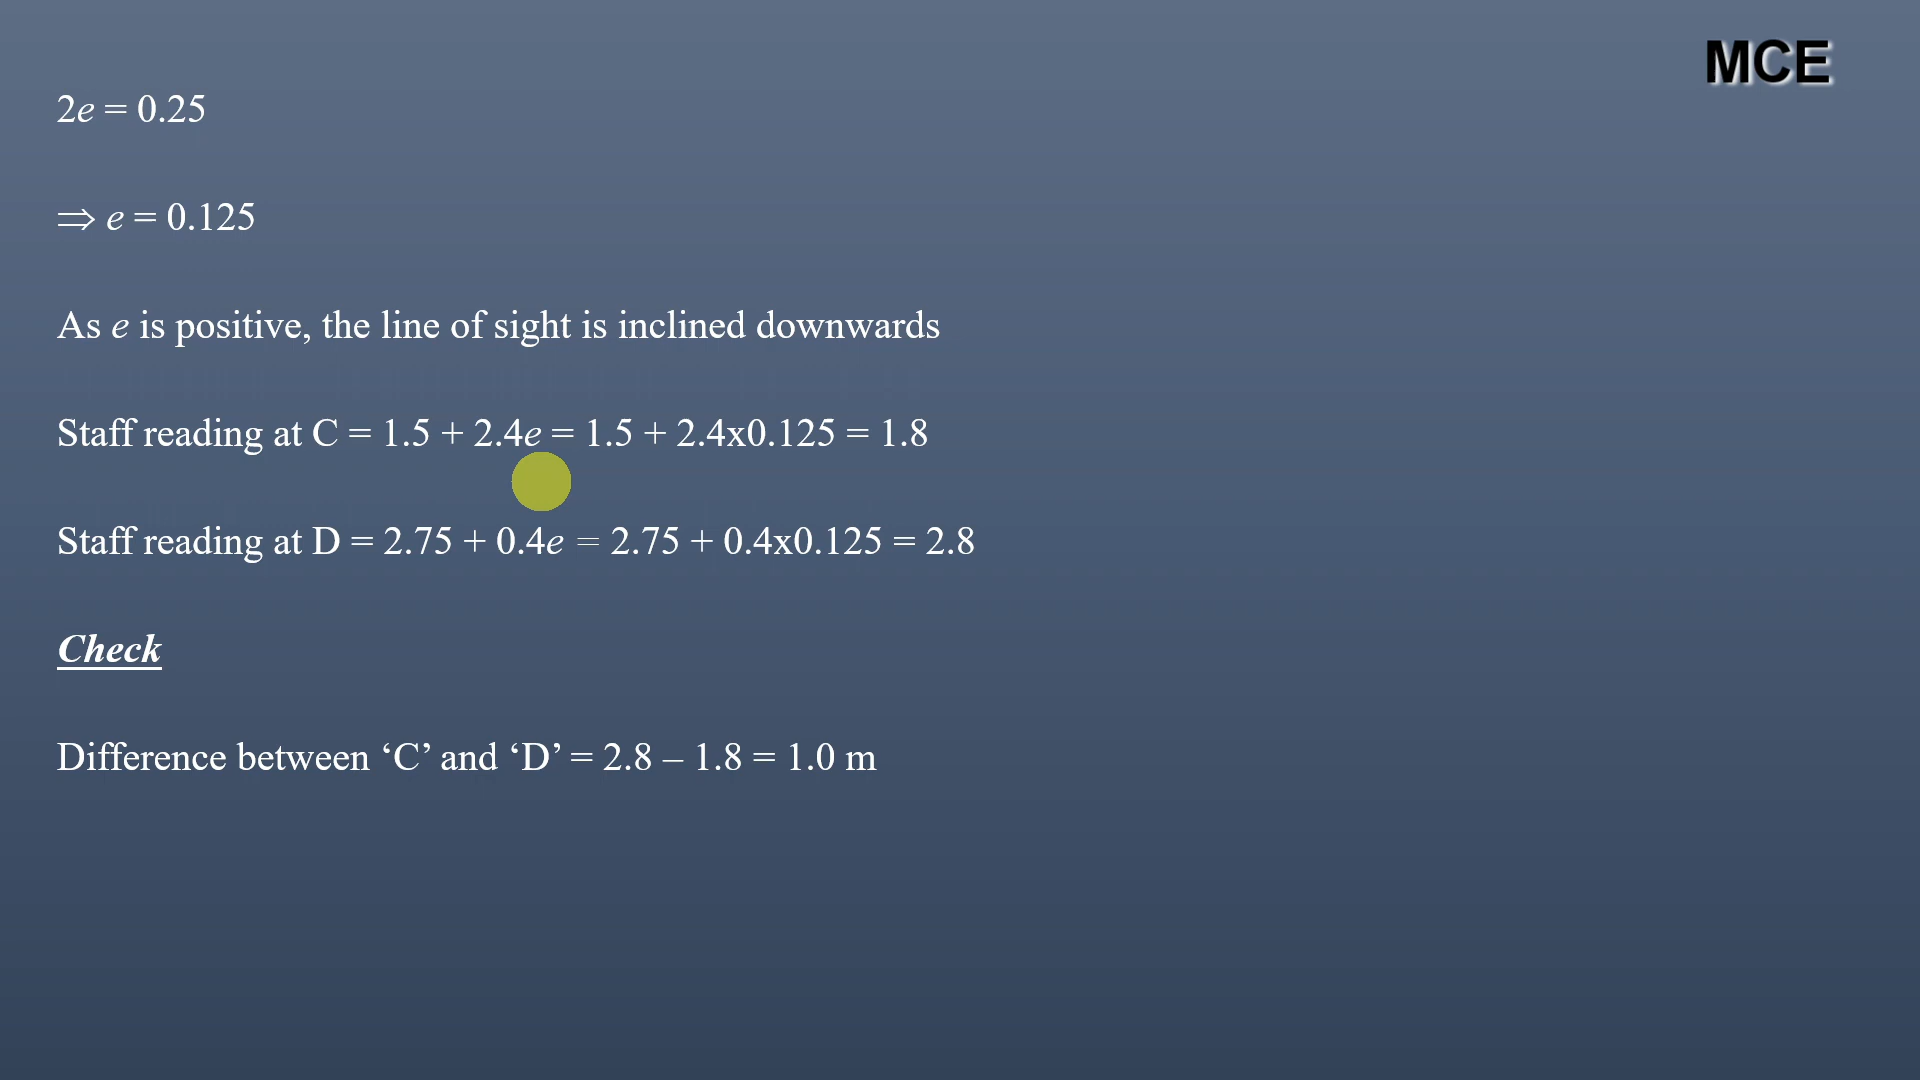 MCE
2e = 0.25
⇒ e = 0.125
As e is positive, the line of sight is inclined downwards
Staff reading at C = 1.5 + 2.4e = 1.5 + 2.4x0.125 = 1.8
Staff reading at D = 2.75 + 0.4e = 2.75 + 0.4x0.125 = 2.8
Check
Difference between ‘C’ and ‘D’ = 2.8 – 1.8 = 1.0 m